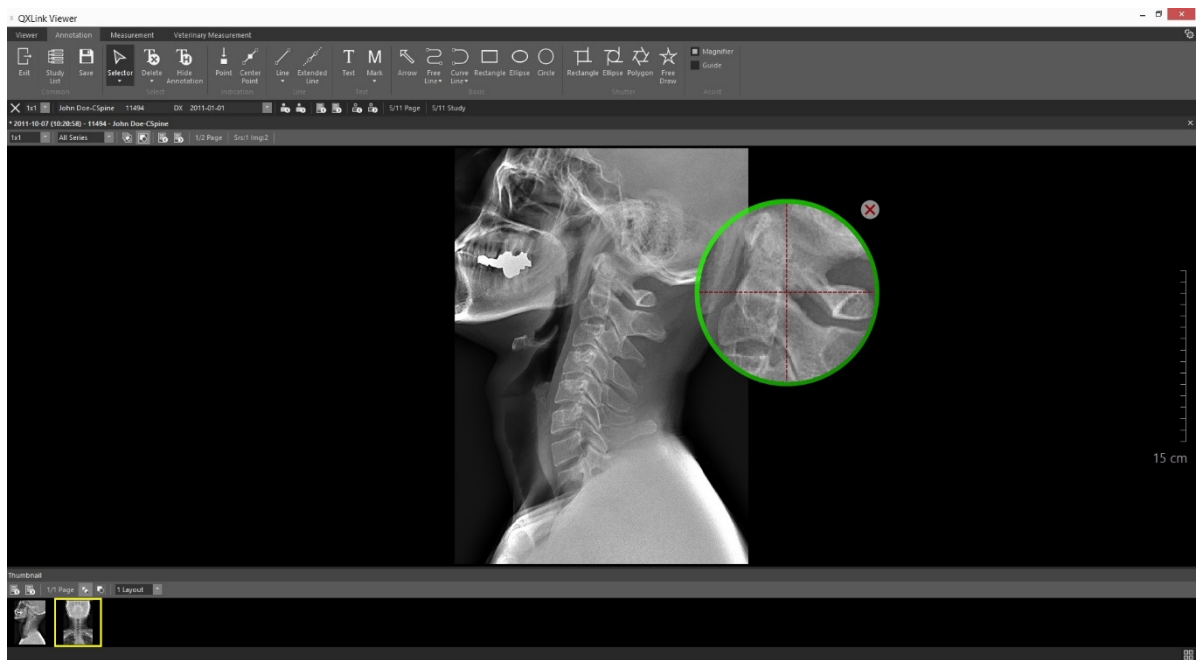 QXLink Viewer
Viewer Annotation Measurement Veterinary Measurement
Exit Study List Save Selector Delete Hide Annotation Point Center Point Line Extended Line Text Mark Arrow Free Line Curve Line Rectangle Ellipse Circle Rectangle Ellipse Polygon Free Draw Magnifier
Guide
Common Select Indication Line Text Basic Shutter Assist
1x1 John Doe-CSpine 11494 DX 2011-01-01 5/11 Page 5/11 Study
* 2011-10-07 (10:20:58) - 11494 - John Doe-CSpine
1x1 All Series 1/2 Page Srs:1 Img:2
15 cm
Thumbnail
1/1 Page 1 Layout